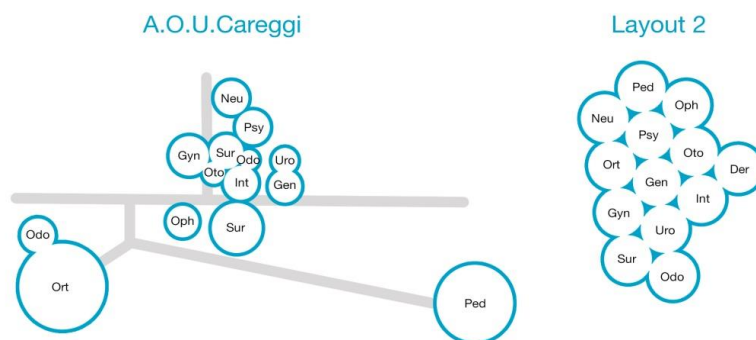 A.O.U.Careggi
Layout 2
Neu
Psy
Gyn
Sur
Odo
Uro
Oto
Int
Gen
Oph
Sur
Odo
Ort
Ped
Ped
Oph
Neu
Psy
Oto
Ort
Der
Gen
Int
Gyn
Uro
Sur
Odo